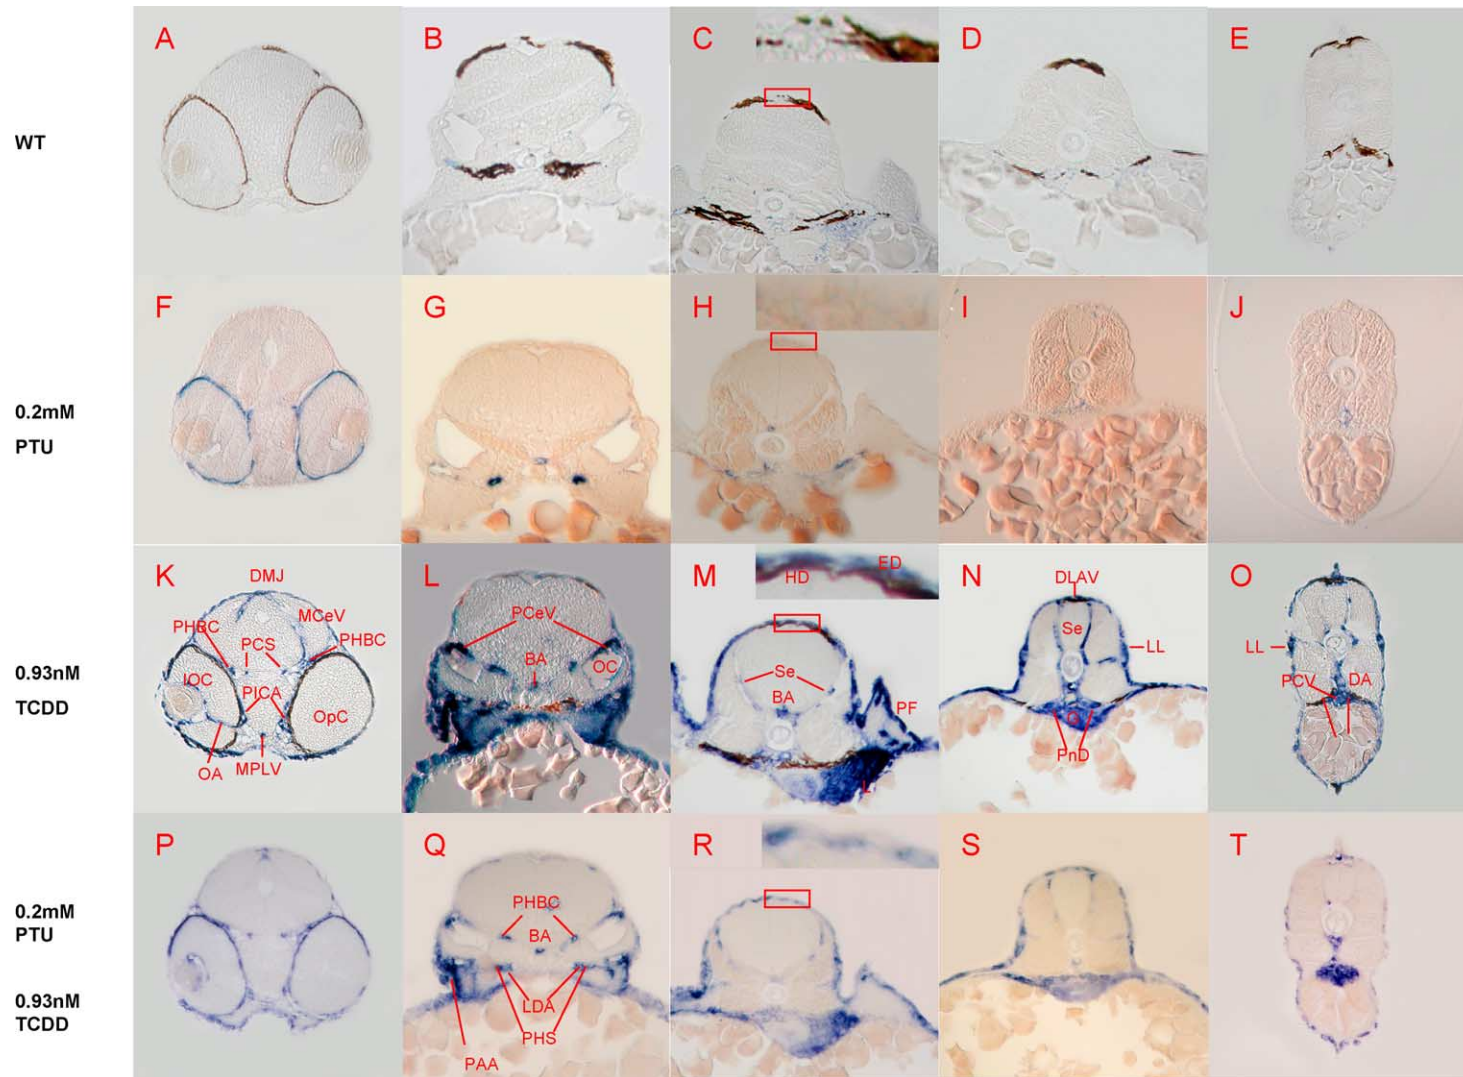 A
B
C
D
E
WT
F
G
H
I
J
0.2mM
PTU
K
DMJ
MCeV
PHBC
PCS
PHBC
IOC
PICA
OpC
OA
MPLV
L
PCeV
BA
OC
M
HD
ED
Se
BA
PF
L
N
DLAV
Se
LL
G
PnD
O
LL
PCV
DA
0.93nM
TCDD
P
Q
PHBC
BA
LDA
PHS
PAA
R
S
T
0.2mM
PTU
0.93nM
TCDD